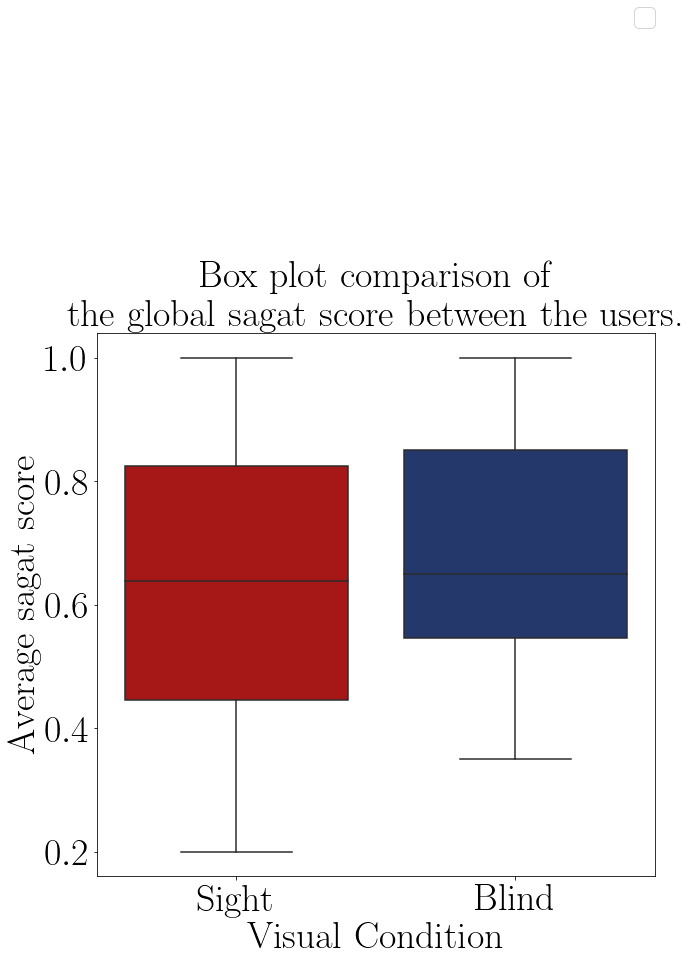 Box plot comparison of
the global sagat score between the users.
Average sagat score
1.0
0.8
0.6
0.4
0.2
Sight
Blind
Visual Condition